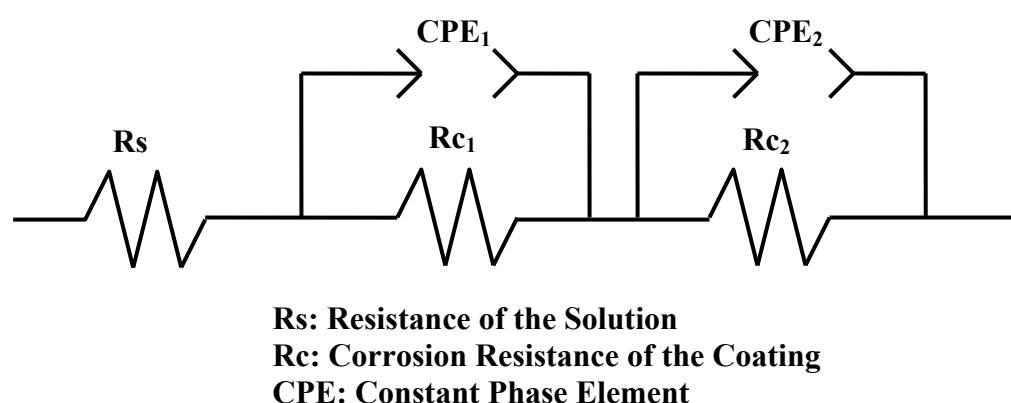 CPE₁
CPE₂
Rs
Rc₁
Rc₂
Rs: Resistance of the Solution
Rc: Corrosion Resistance of the Coating
CPE: Constant Phase Element